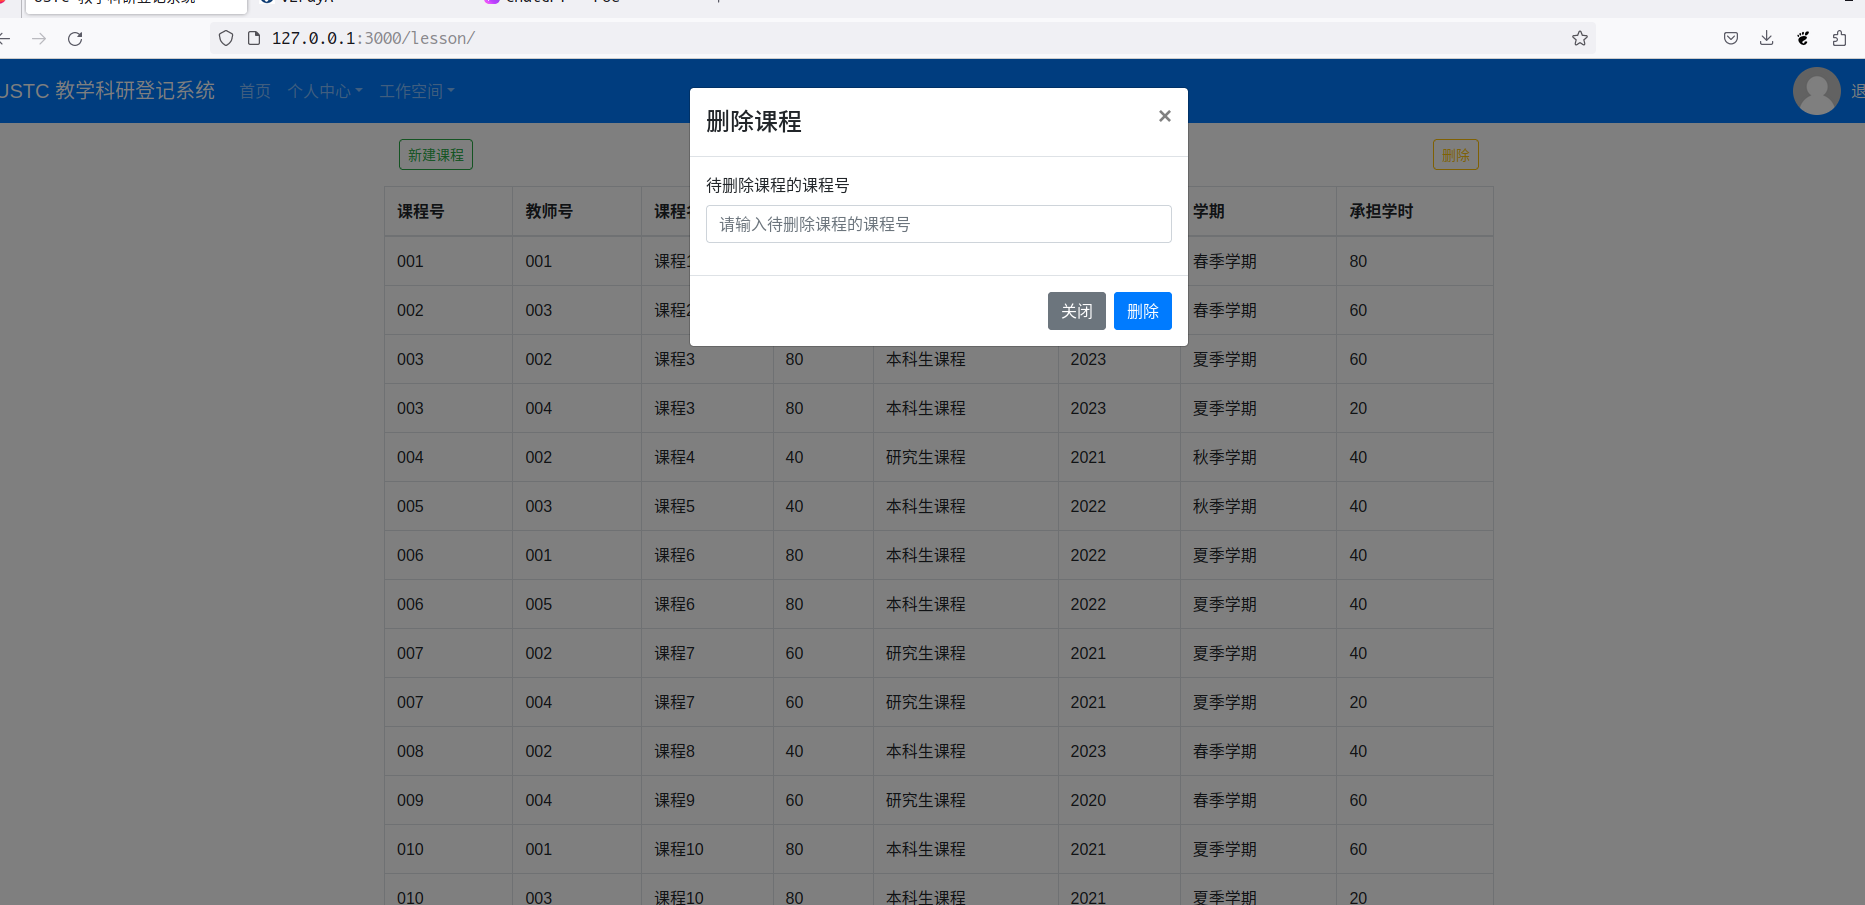 USTC 教学科研登记系统
127.0.0.1:3000/lesson/
USTC 教学科研登记系统 首页 个人中心 工作空间
删除课程 ×
新建课程 删除
待删除课程的课程号
请输入待删除课程的课程号
课程号 教师号 学期 承担学时
001 001 课程1 春季学期 80
关闭 删除
002 003 课程2 春季学期 60
003 002 课程3 80 本科生课程 2023 夏季学期 60
003 004 课程3 80 本科生课程 2023 夏季学期 20
004 002 课程4 40 研究生课程 2021 秋季学期 40
005 003 课程5 40 本科生课程 2022 秋季学期 40
006 001 课程6 80 本科生课程 2022 夏季学期 40
006 005 课程6 80 本科生课程 2022 夏季学期 40
007 002 课程7 60 研究生课程 2021 夏季学期 40
007 004 课程7 60 研究生课程 2021 夏季学期 20
008 002 课程8 40 本科生课程 2023 春季学期 40
009 004 课程9 60 研究生课程 2020 春季学期 60
010 001 课程10 80 本科生课程 2021 夏季学期 60
010 003 课程10 80 本科生课程 2021 夏季学期 20